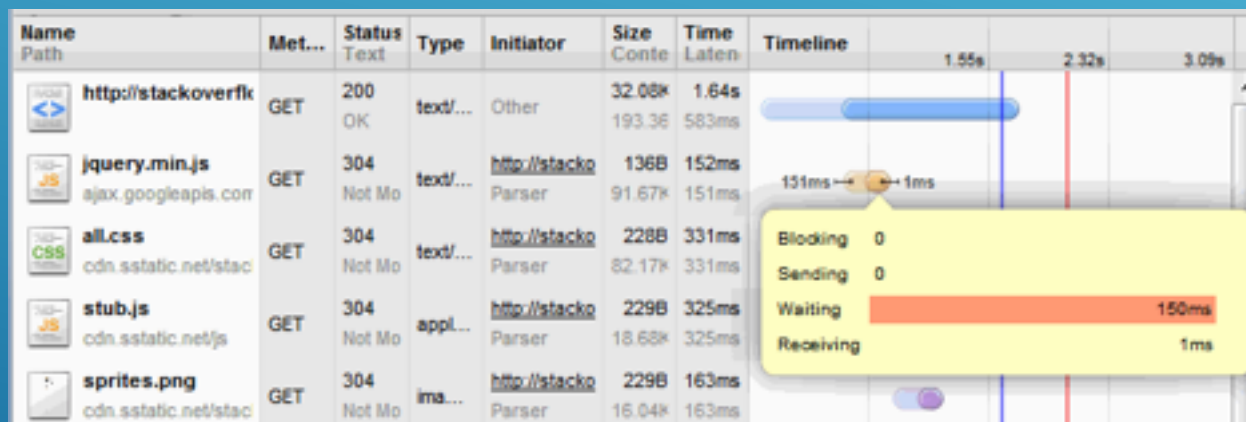 Name Met... Status Type Initiator Size Time Timeline
Path Text Conte Laten
1.55s 2.32s 3.09s
http://stackoverflo GET 200 text/... Other 32.08K 1.64s
OK 193.36 583ms
jquery.min.js GET 304 text/... http://stacko 136B 152ms
ajax.googleapis.com Not Mo Parser 91.67K 151ms
151ms 1ms
all.css GET 304 text/... http://stacko 228B 331ms
cdn.sstatic.net/stac Not Mo Parser 82.17K 331ms
stub.js GET 304 appl... http://stacko 229B 325ms
cdn.sstatic.net/js Not Mo Parser 18.68K 325ms
sprites.png GET 304 ima... http://stacko 229B 163ms
cdn.sstatic.net/stac Not Mo Parser 16.04K 163ms
Blocking 0
Sending 0
Waiting 150ms
Receiving 1ms
JS
CSS
JS